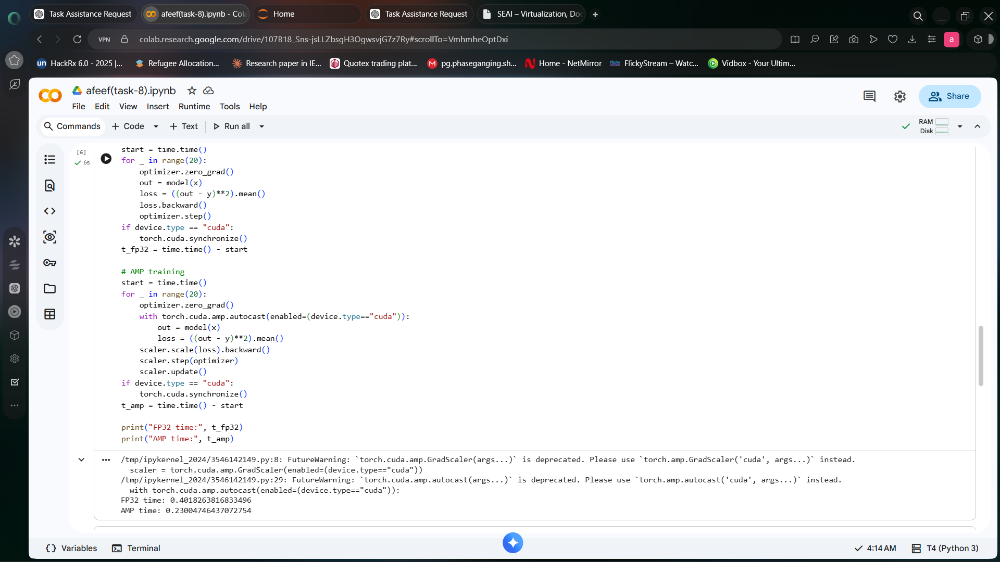 Task Assistance Request
afeef(task-8).ipynb - Cola
Home
Task Assistance Request
SEAI – Virtualization, Doc
VPN
colab.research.google.com/drive/107B18_Sns-jsLLZbsgH3OgwsvjG7z7Ry#scrollTo=VmhmheOptDxi
a
un HackRx 6.0 - 2025 |...
Refugee Allocation...
Research paper in IE...
Quotex trading plat...
M pg.phaseganging.sh...
Home - NetMirror
FlickyStream – Watc...
Vidbox - Your Ultim...
afeef(task-8).ipynb
File Edit View Insert Runtime Tools Help
Share
Commands + Code + Text Run all
RAM
Disk
[6]
6s
start = time.time()
for _ in range(20):
    optimizer.zero_grad()
    out = model(x)
    loss = ((out - y)**2).mean()
    loss.backward()
    optimizer.step()
if device.type == "cuda":
    torch.cuda.synchronize()
t_fp32 = time.time() - start
# AMP training
start = time.time()
for _ in range(20):
    optimizer.zero_grad()
    with torch.cuda.amp.autocast(enabled=(device.type=="cuda")):
        out = model(x)
        loss = ((out - y)**2).mean()
    scaler.scale(loss).backward()
    scaler.step(optimizer)
    scaler.update()
if device.type == "cuda":
    torch.cuda.synchronize()
t_amp = time.time() - start
print("FP32 time:", t_fp32)
print("AMP time:", t_amp)
/tmp/ipykernel_2024/3546142149.py:8: FutureWarning: `torch.cuda.amp.GradScaler(args...)` is deprecated. Please use `torch.amp.GradScaler('cuda', args...)` instead.
  scaler = torch.cuda.amp.GradScaler(enabled=(device.type=="cuda"))
/tmp/ipykernel_2024/3546142149.py:29: FutureWarning: `torch.cuda.amp.autocast(args...)` is deprecated. Please use `torch.amp.autocast('cuda', args...)` instead.
  with torch.cuda.amp.autocast(enabled=(device.type=="cuda")):
FP32 time: 0.4018263816833496
AMP time: 0.23004746437072754
Variables
Terminal
4:14 AM
T4 (Python 3)